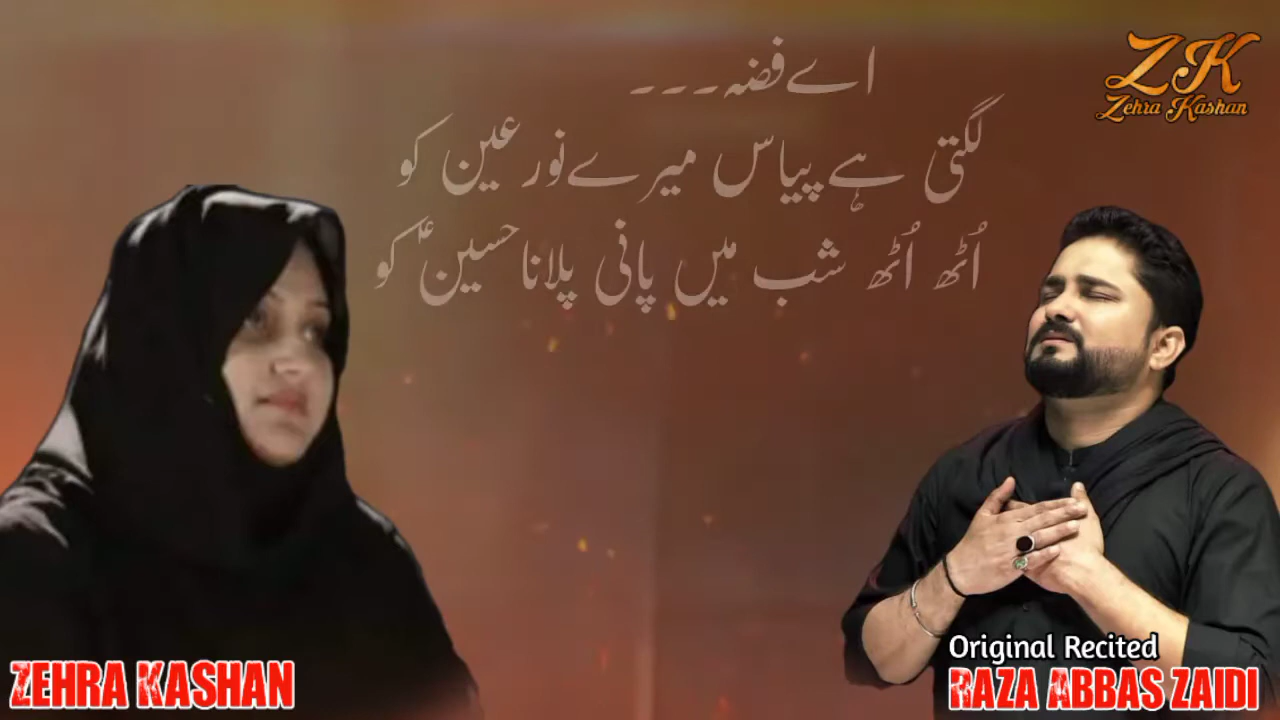 اے فضہ۔۔۔
لگتی ہے پیاس میرے نور عین کو
اُٹھ اُٹھ شب میں پانی پلانا حسینؑ کو
ZK
Zehra Kashan
ZEHRA KASHAN
Original Recited
RAZA ABBAS ZAIDI